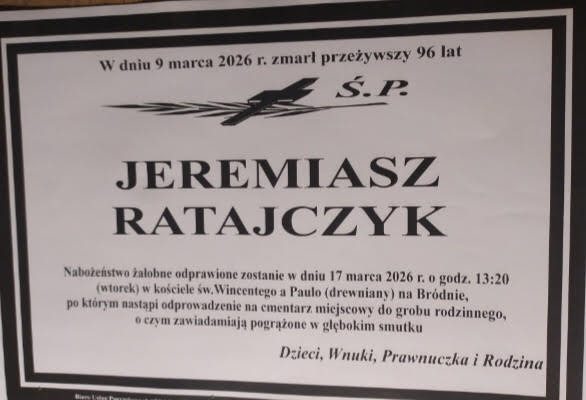 W dniu 9 marca 2026 r. zmarł przeżywszy 96 lat
Ś.P.
JEREMIASZ
RATAJCZYK
Nabożeństwo żałobne odprawione zostanie w dniu 17 marca 2026 r. o godz. 13:20
(wtorek) w kościele św.Wincentego a Paulo (drewniany) na Bródnie,
po którym nastąpi odprowadzenie na cmentarz miejscowy do grobu rodzinnego,
o czym zawiadamiają pogrążone w głębokim smutku
Dzieci, Wnuki, Prawnuczka i Rodzina